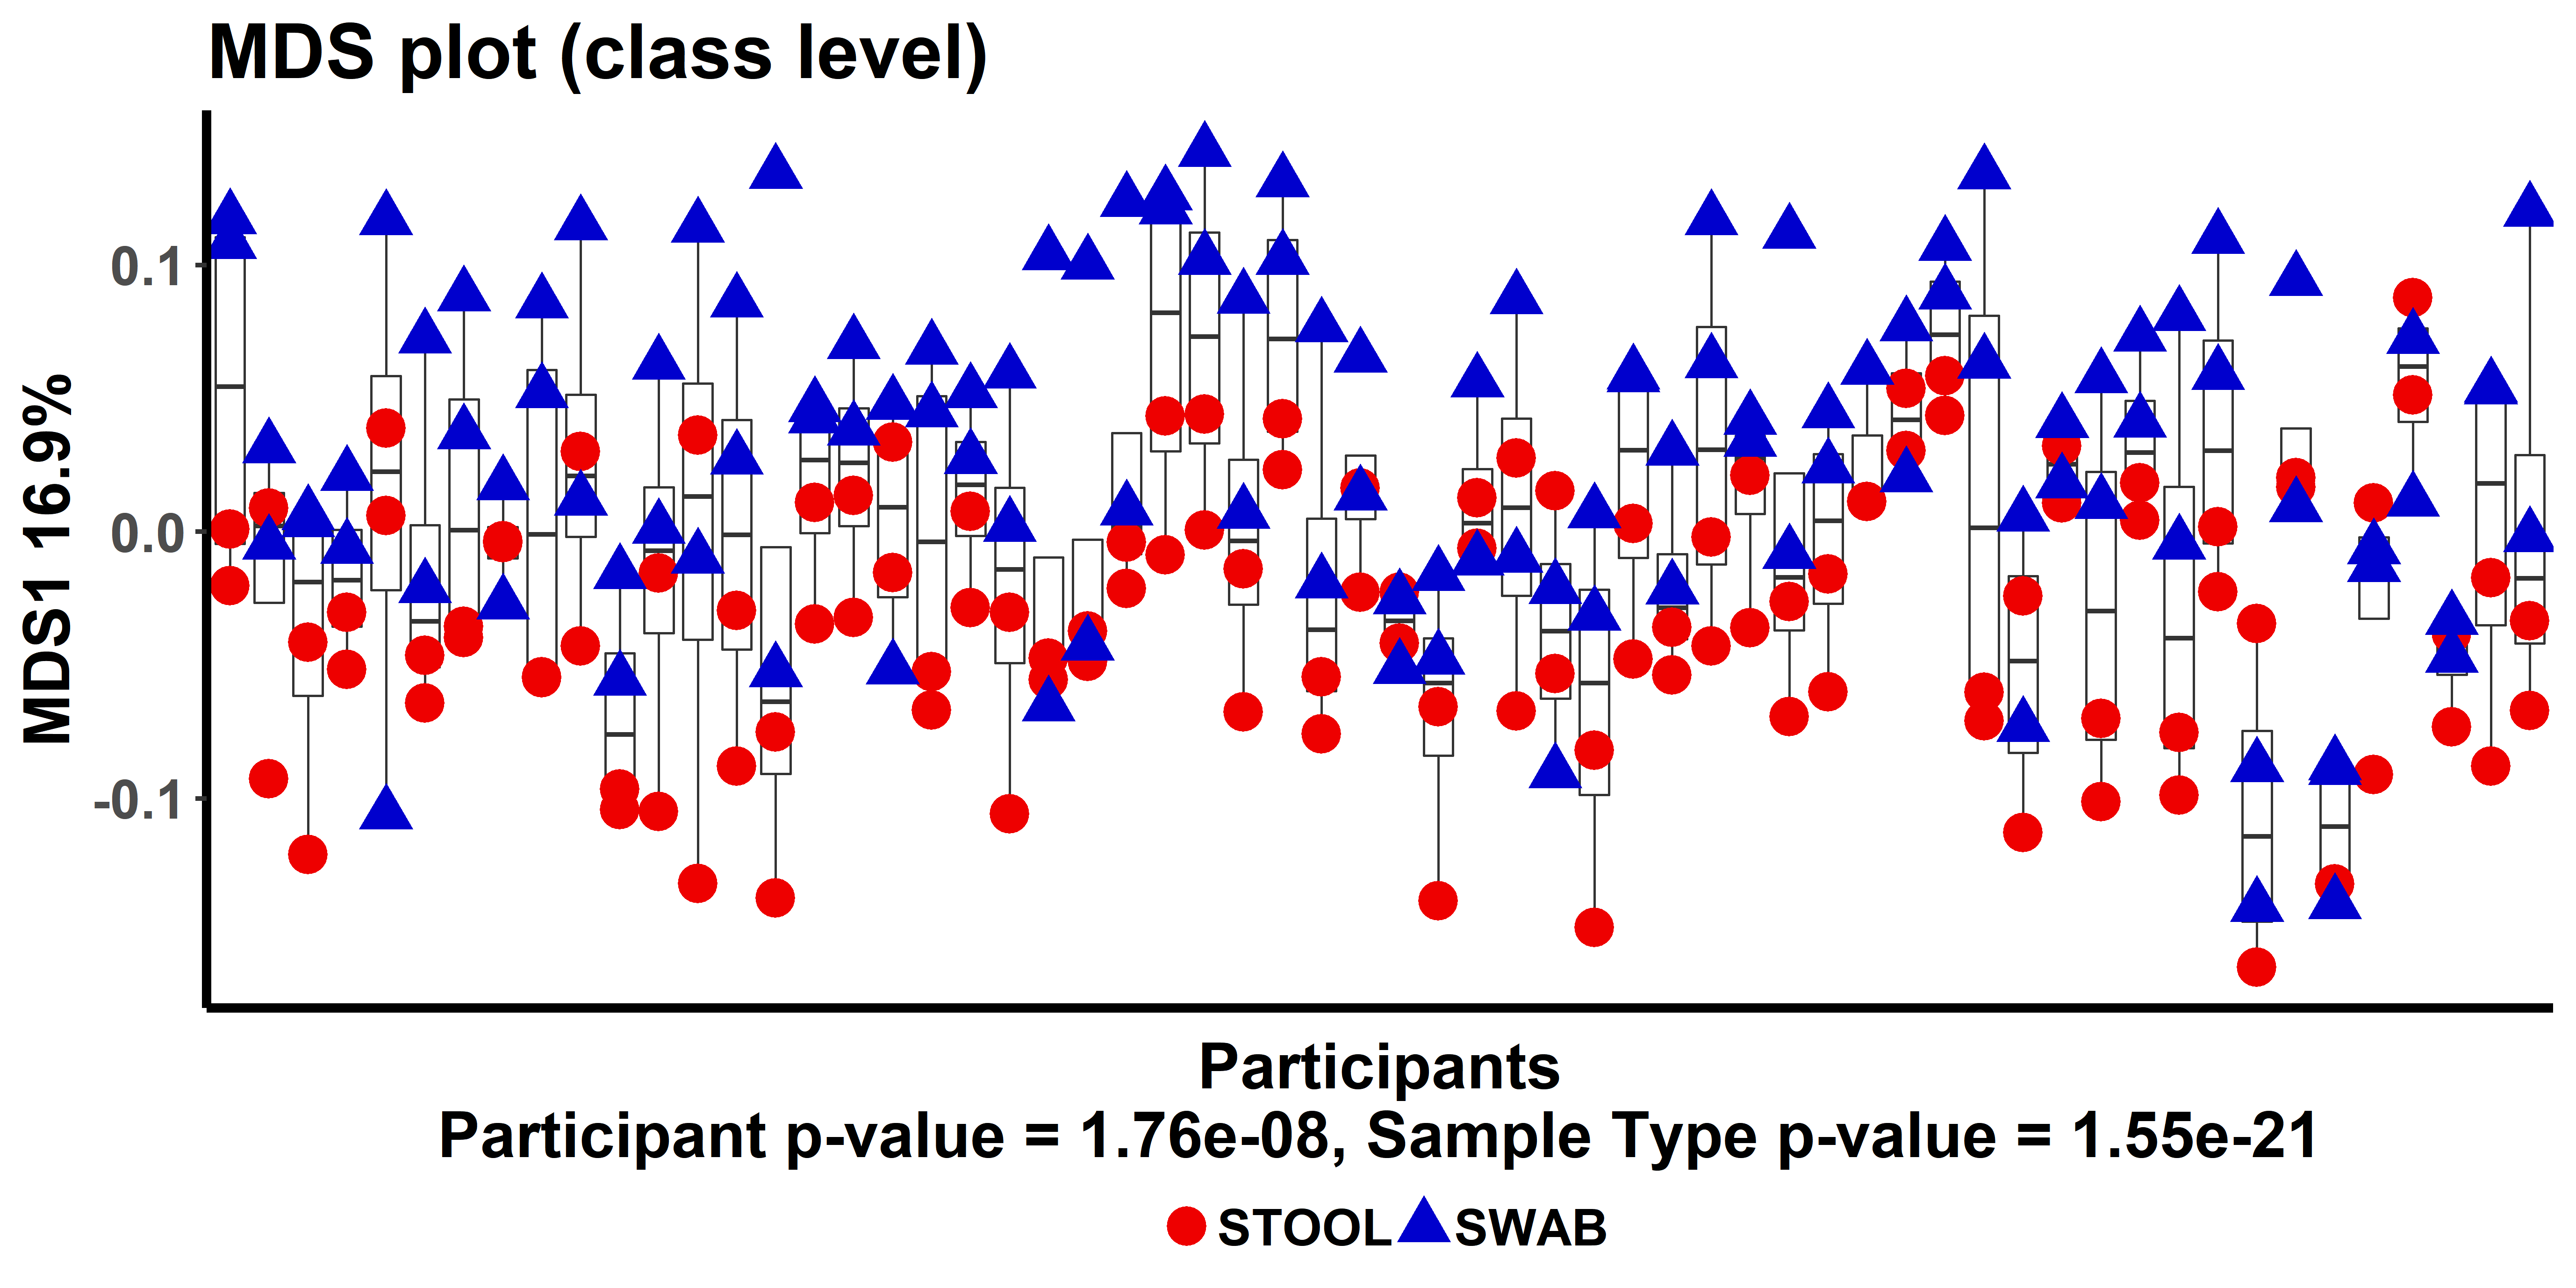 MDS plot (class level)
MDS1 16.9%
0.1
0.0
-0.1
Participants
Participant p-value = 1.76e-08, Sample Type p-value = 1.55e-21
STOOL SWAB